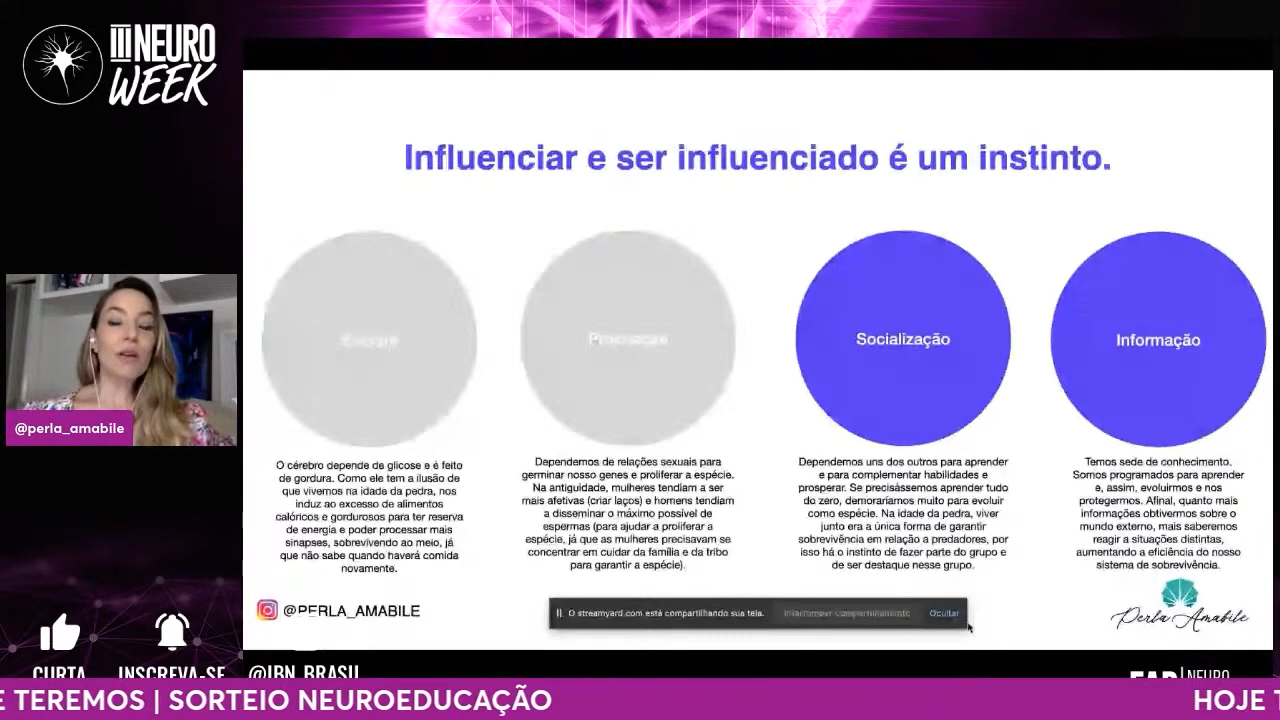 III NEURO
WEEK
Influenciar e ser influenciado é um instinto.
Socialização
Informação
O cérebro depende de glicose e é feito
de gordura. Como ele tem a ilusão de
que vivemos na idade da pedra, nos
induz ao excesso de alimentos
calóricos e gordurosos para ter reserva
de energia e poder processar mais
sinapses, sobrevivendo ao meio, já
que não sabe quando haverá comida
novamente.
Dependemos de relações sexuais para
germinar nosso genes e proliferar a espécie.
Na antiguidade, mulheres tendiam a ser
mais afetivas (criar laços) e homens tendiam
a disseminar o máximo possível de
espermas (para ajudar a proliferar a
espécie, já que as mulheres precisavam se
concentrar em cuidar da família e da tribo
para garantir a espécie).
Dependemos uns dos outros para aprender
e para complementar habilidades e
prosperar. Se precisássemos aprender tudo
do zero, demoraríamos muito para evoluir
como espécie. Na idade da pedra, viver
junto era a única forma de garantir
sobrevivência em relação a predadores, por
isso há o instinto de fazer parte do grupo e
de ser destaque nesse grupo.
Temos sede de conhecimento.
Somos programados para aprender
e, assim, evoluirmos e nos
protegermos. Afinal, quanto mais
informações obtivermos sobre o
mundo externo, mais saberemos
reagir a situações distintas,
aumentando a eficiência do nosso
sistema de sobrevivência.
@perla_amabile
@PERLA_AMABILE
O streamyard.com está compartilhando sua tela.
Interromper compartilhamento
Ocultar
Perla Amabile
CURTA
INSCREVA-SE
@IBN_BRASIL
EAD NEURO
E TEREMOS | SORTEIO NEUROEDUCAÇÃO
HOJE T